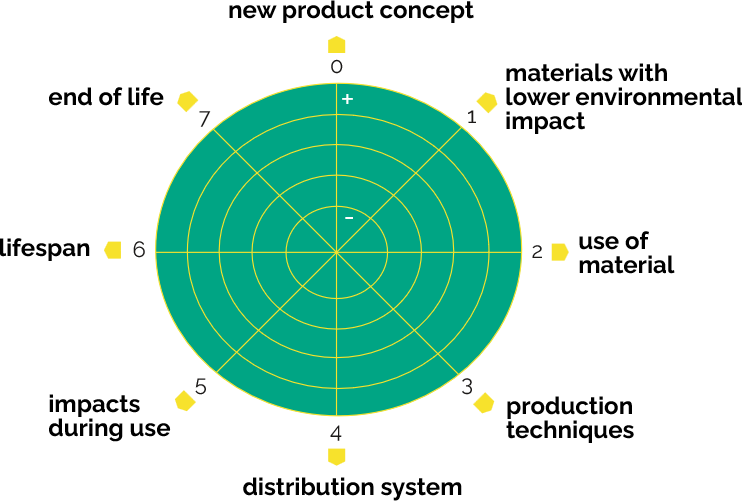 new product concept
0
+
materials with
lower environmental
impact
1
end of life
7
-
lifespan
6
2
use of
material
5
3
impacts
during use
production
techniques
4
distribution system